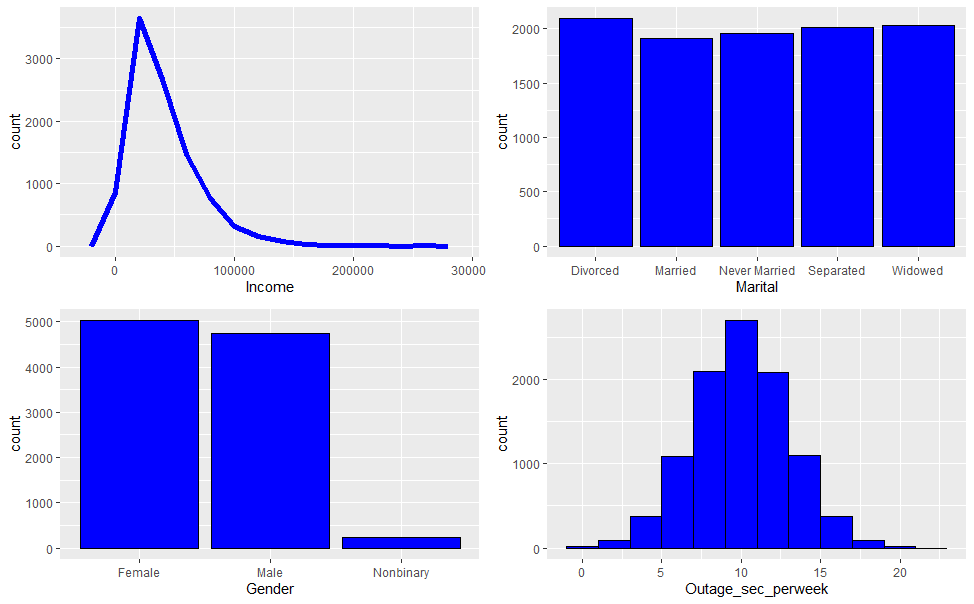 3000
2000
1000
0
count
0
100000
200000
300000
Income
2000
1500
1000
500
0
count
Divorced
Married
Never Married
Separated
Widowed
Marital
5000
4000
3000
2000
1000
0
count
Female
Male
Nonbinary
Gender
2000
1000
0
count
0
5
10
15
20
Outage_sec_perweek